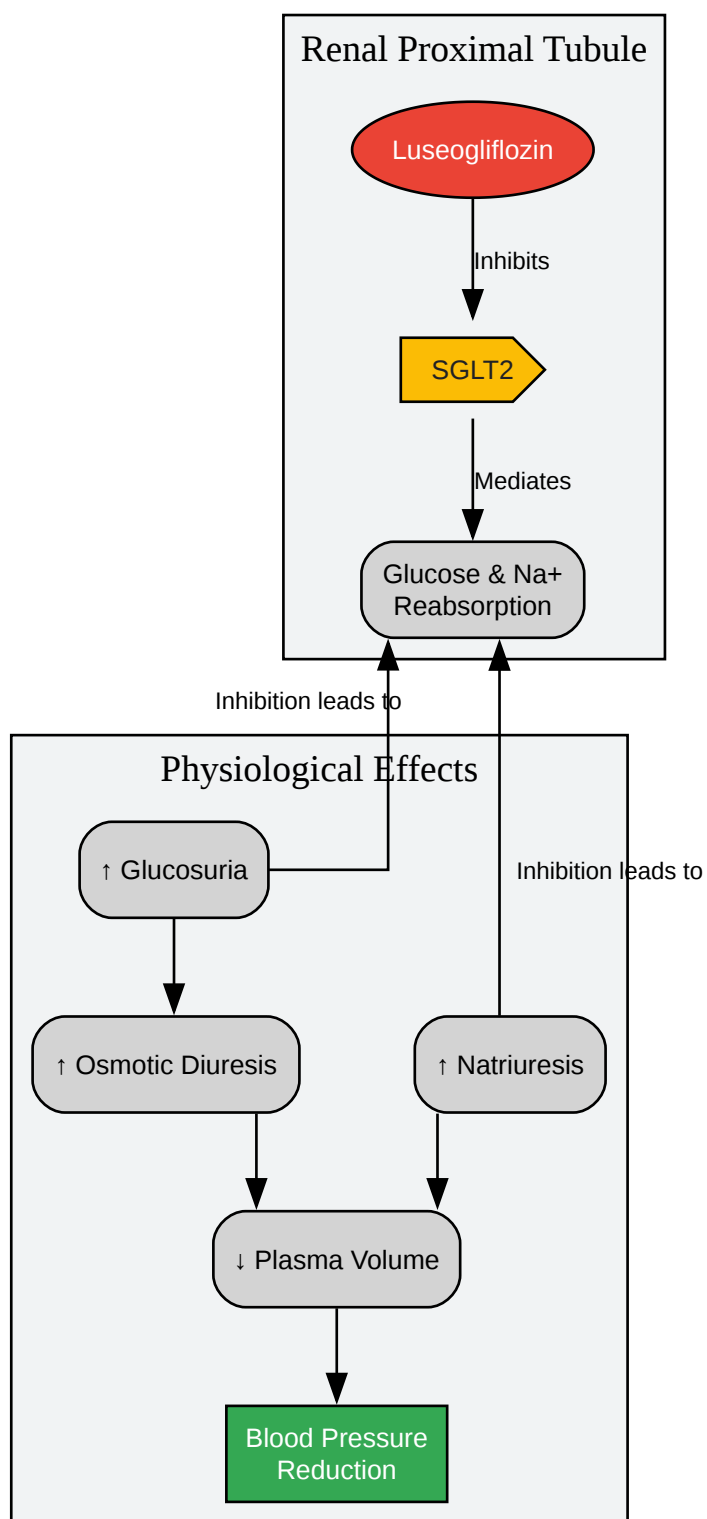 Renal Proximal Tubule
Luseogliflozin
Inhibits
SGLT2
Mediates
Glucose & Na+
Reabsorption
Inhibition leads to
Physiological Effects
↑ Glucosuria
Inhibition leads to
↑ Osmotic Diuresis
↑ Natriuresis
↓ Plasma Volume
Blood Pressure
Reduction